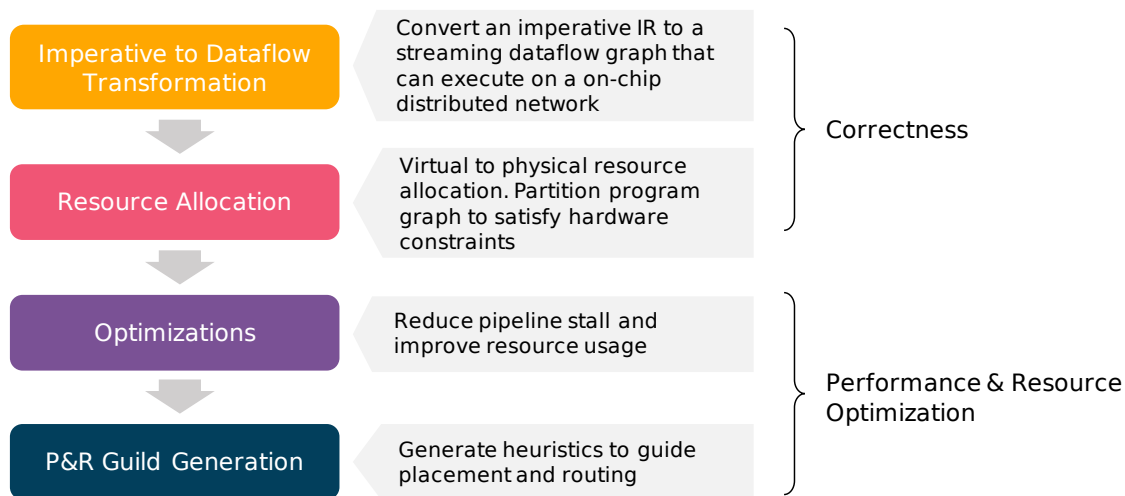 Imperative to Dataflow
Transformation
Convert an imperative IR to a
streaming dataflow graph that
can execute on a on-chip
distributed network
Correctness
Resource Allocation
Virtual to physical resource
allocation. Partition program
graph to satisfy hardware
constraints
Optimizations
Reduce pipeline stall and
improve resource usage
Performance & Resource
Optimization
P&R Guild Generation
Generate heuristics to guide
placement and routing